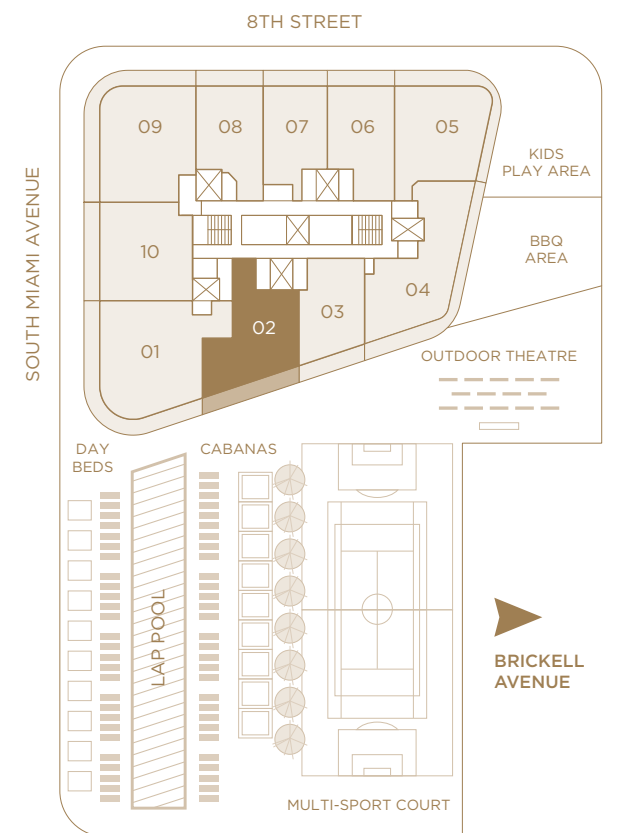 8TH STREET
SOUTH MIAMI AVENUE
09
08
07
06
05
KIDS
PLAY AREA
BBQ
AREA
10
04
03
02
01
OUTDOOR THEATRE
DAY
BEDS
CABANAS
LAP POOL
BRICKELL
AVENUE
MULTI-SPORT COURT